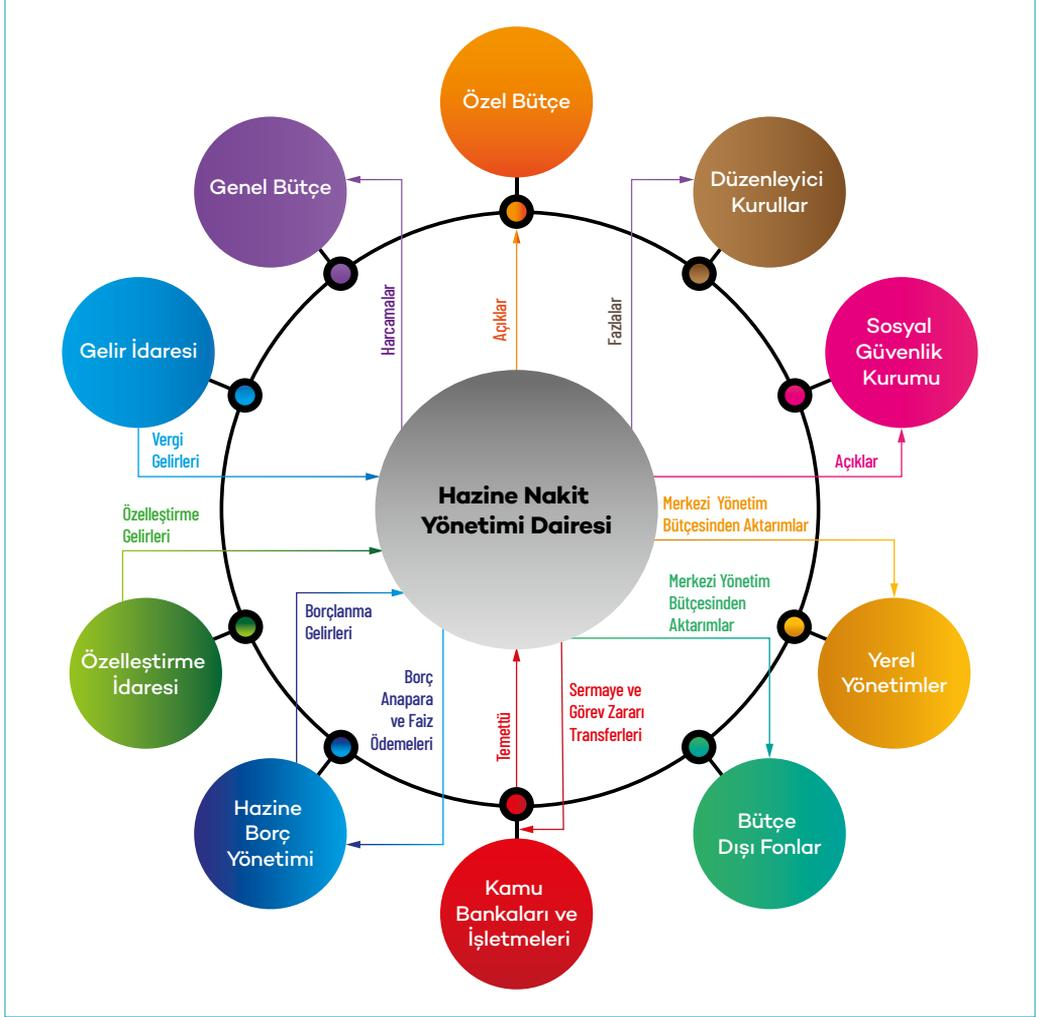 Özel Bütçe
Genel Bütçe
Düzenleyici
Kurullar
Gelir İdaresi
Sosyal
Güvenlik
Kurumu
Harcamalar
Açıklar
Fazlalar
Vergi
Gelirleri
Açıklar
Hazine Nakit
Yönetimi Dairesi
Merkezi Yönetim
Bütçesinden Aktarımlar
Özelleştirme
Gelirleri
Merkezi Yönetim
Bütçesinden
Aktarımlar
Borçlanma
Gelirleri
Özelleştirme
İdaresi
Yerel
Yönetimler
Borç
Anapara
ve Faiz
Ödemeleri
Temettü
Sermaye ve
Görev Zararı
Transferleri
Hazine
Borç
Yönetimi
Bütçe
Dışı Fonlar
Kamu
Bankaları ve
İşletmeleri